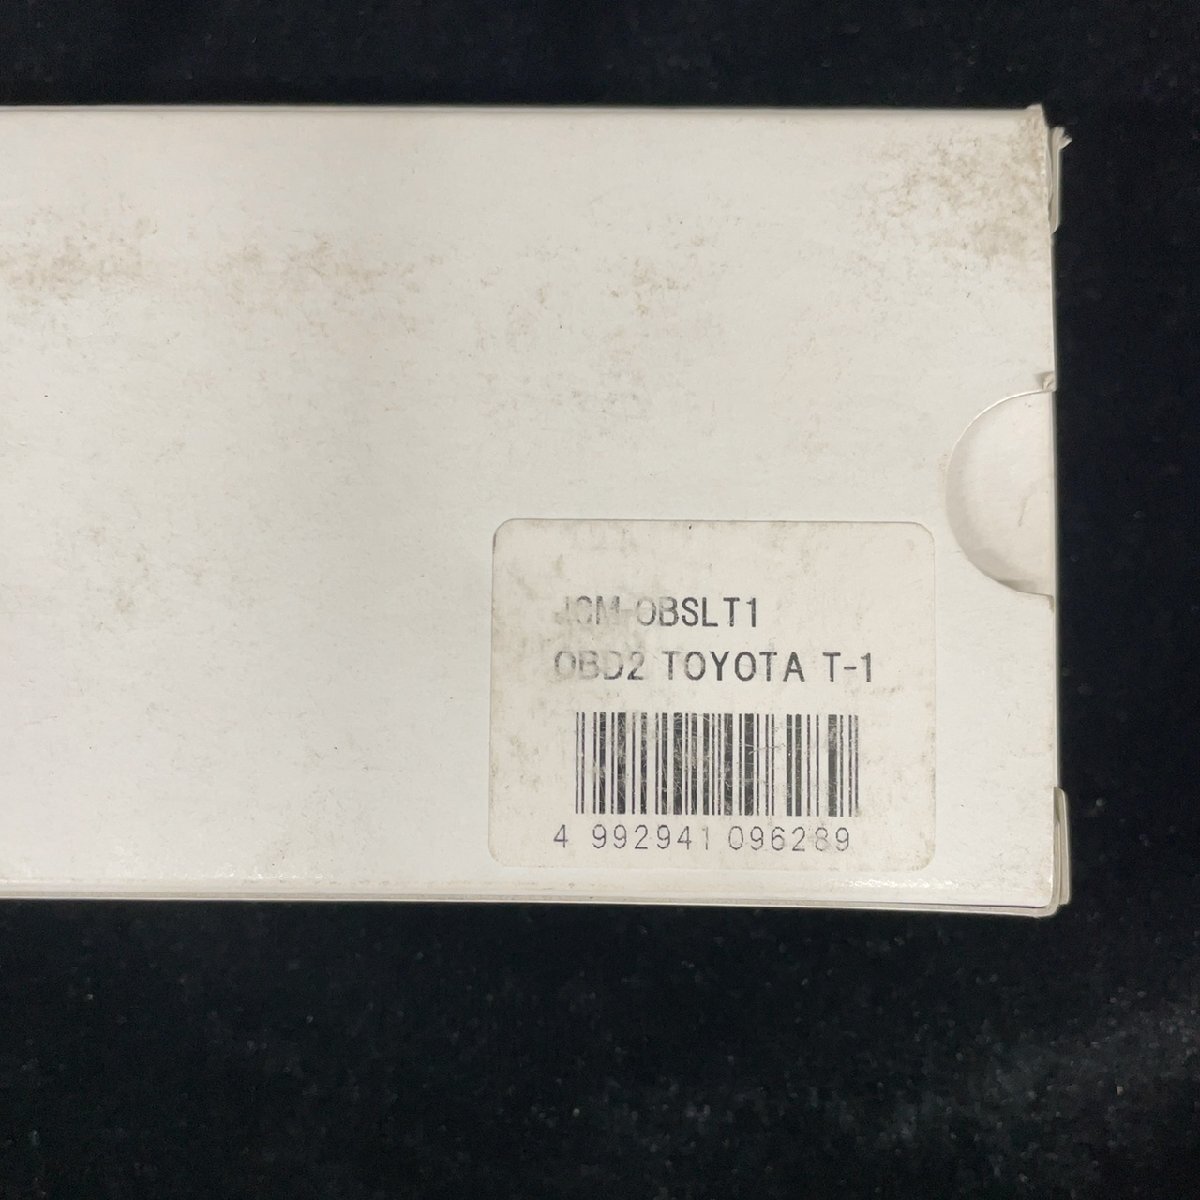 JCM-OBSLT1
OBD2 TOYOTA T-1
4 992941 096289